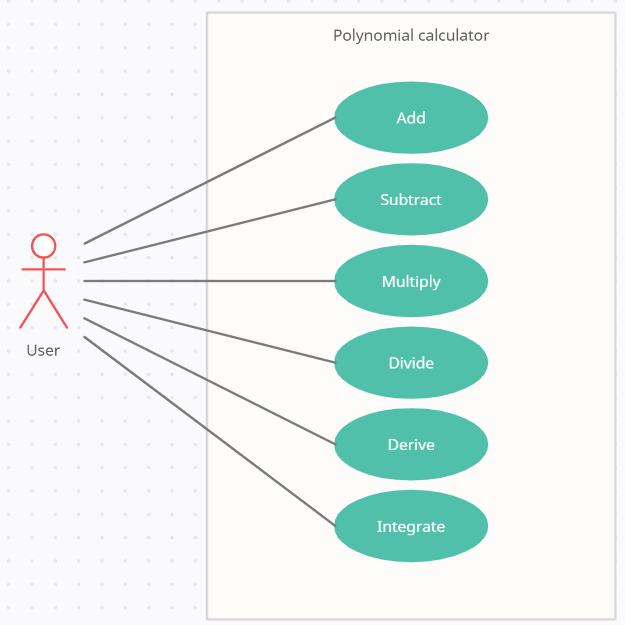 Polynomial calculator
Add
Subtract
Multiply
Divide
Derive
Integrate
User